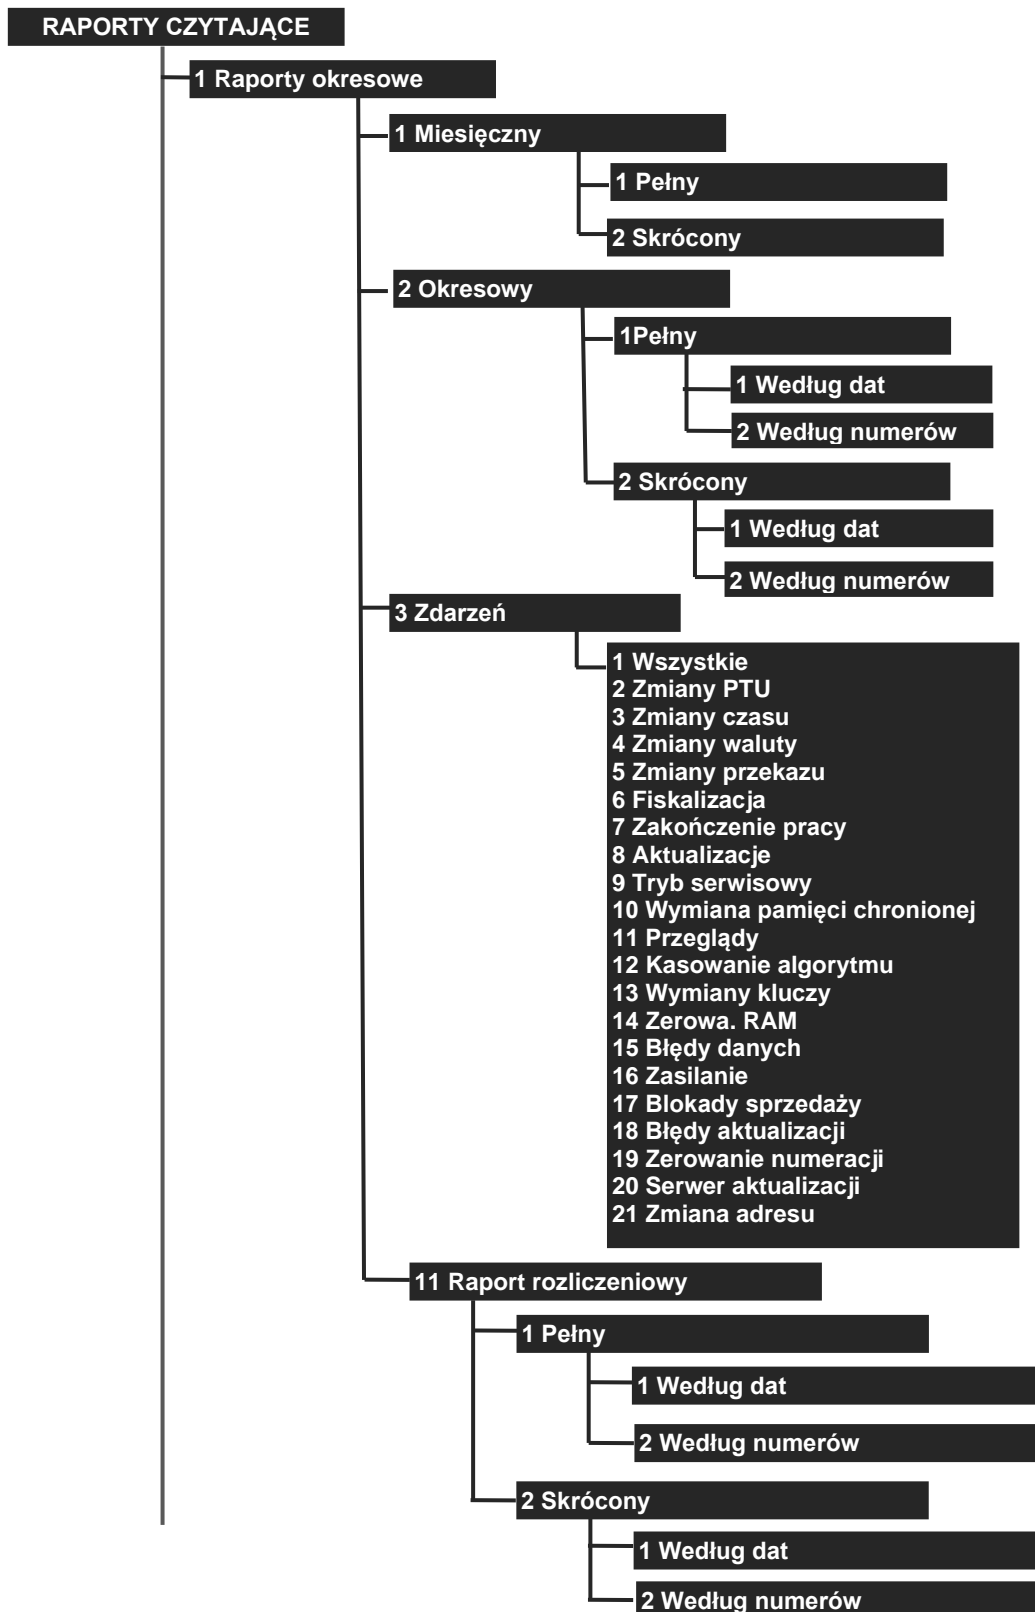 RAPORTY CZYTAJĄCE
1 Raporty okresowe
1 Miesięczny
1 Pełny
2 Skrócony
2 Okresowy
1Pełny
1 Według dat
2 Według numerów
2 Skrócony
1 Według dat
2 Według numerów
3 Zdarzeń
1 Wszystkie
2 Zmiany PTU
3 Zmiany czasu
4 Zmiany waluty
5 Zmiany przekazu
6 Fiskalizacja
7 Zakończenie pracy
8 Aktualizacje
9 Tryb serwisowy
10 Wymiana pamięci chronionej
11 Przeglądy
12 Kasowanie algorytmu
13 Wymiany kluczy
14 Zerowa. RAM
15 Błędy danych
16 Zasilanie
17 Blokady sprzedaży
18 Błędy aktualizacji
19 Zerowanie numeracji
20 Serwer aktualizacji
21 Zmiana adresu
11 Raport rozliczeniowy
1 Pełny
1 Według dat
2 Według numerów
2 Skrócony
1 Według dat
2 Według numerów